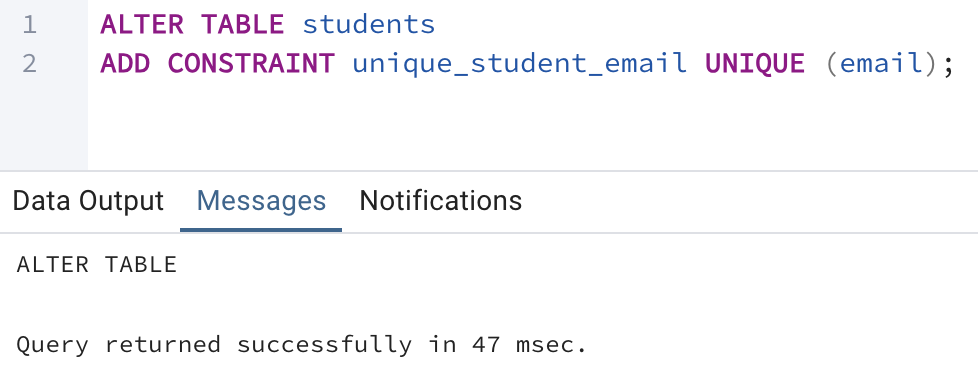 1 ALTER TABLE students
2 ADD CONSTRAINT unique_student_email UNIQUE (email);
Data Output Messages Notifications
ALTER TABLE
Query returned successfully in 47 msec.